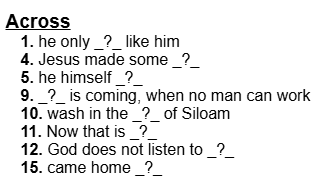 Across
1. he only _?_ like him
4. Jesus made some _?_
5. he himself _?_
9. _?_ is coming, when no man can work
10. wash in the _?_ of Siloam
11. Now that is _?_
12. God does not listen to _?_
15. came home _?_